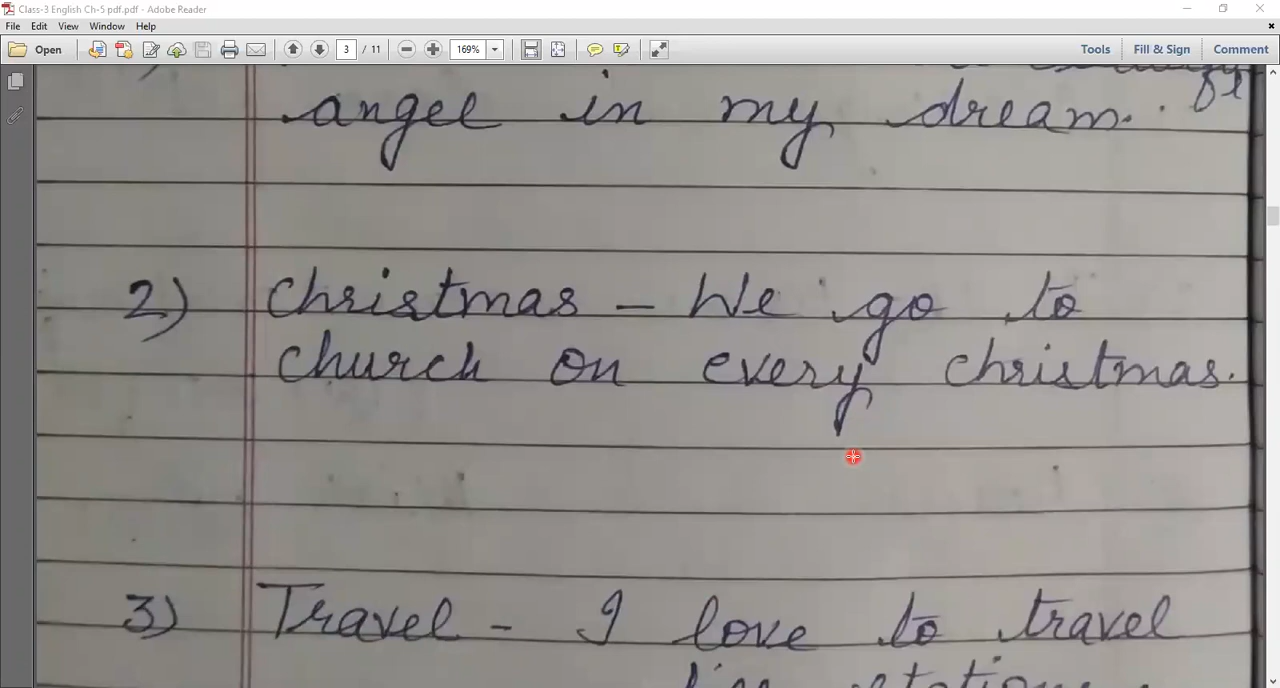 Class-3 English Ch-5 pdf.pdf - Adobe Reader
File Edit View Window Help
Open 3 / 11 169% Tools Fill & Sign Comment
angel in my dream.
2) Christmas - We go to
church on every christmas.
3) Travel - I love to travel